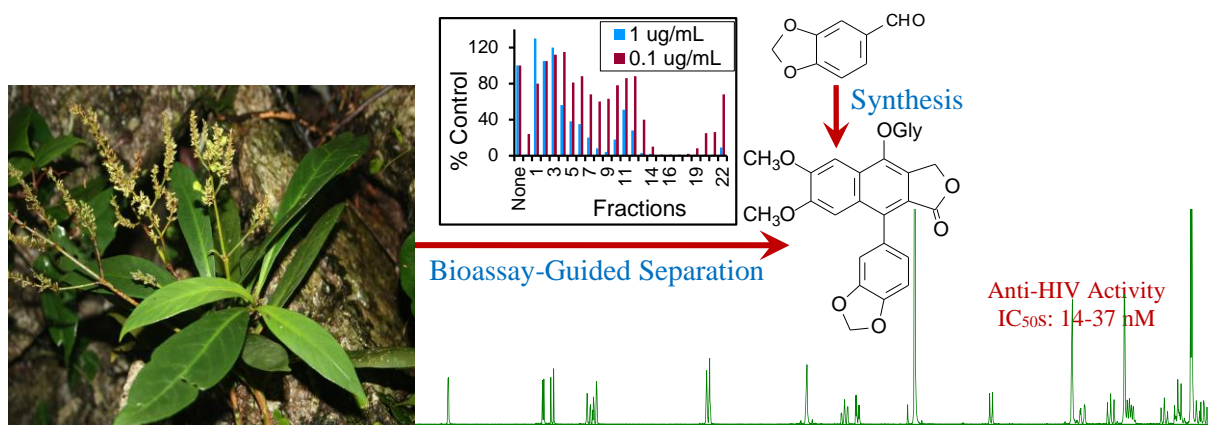 1 ug/mL
0.1 ug/mL
120
80
40
0
% Control
None
1
3
5
7
9
11
14
16
19
22
Fractions
CHO
O
O
Synthesis
OGly
CH₃O
CH₃O
O
O
O
O
Bioassay-Guided Separation
Anti-HIV Activity
IC₅₀s: 14-37 nM